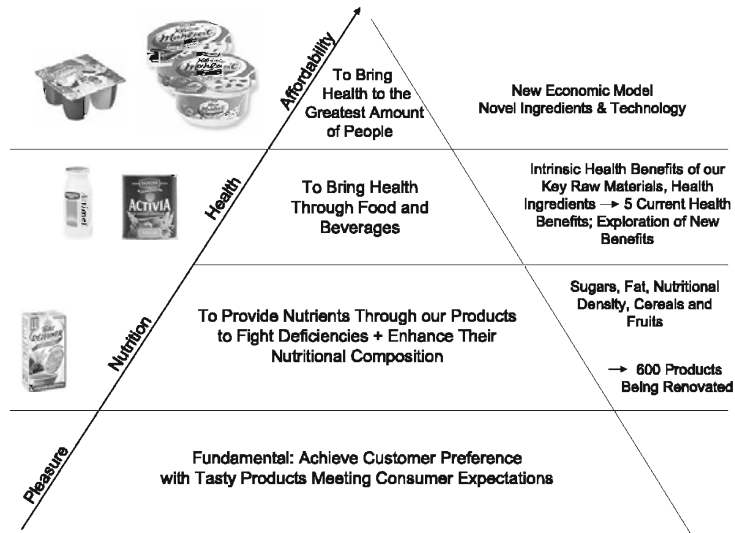 Affordability
To Bring
Health to the
Greatest Amount
of People
New Economic Model
Novel Ingredients & Technology
Health
ACTIVIA
To Bring Health
Through Food and
Beverages
Intrinsic Health Benefits of our
Key Raw Materials, Health
Ingredients → 5 Current Health
Benefits; Exploration of New
Benefits
Nutrition
To Provide Nutrients Through our Products
to Fight Deficiencies + Enhance Their
Nutritional Composition
Sugars, Fat, Nutritional
Density, Cereals and
Fruits
→ 600 Products
Being Renovated
Pleasure
Fundamental: Achieve Customer Preference
with Tasty Products Meeting Consumer Expectations